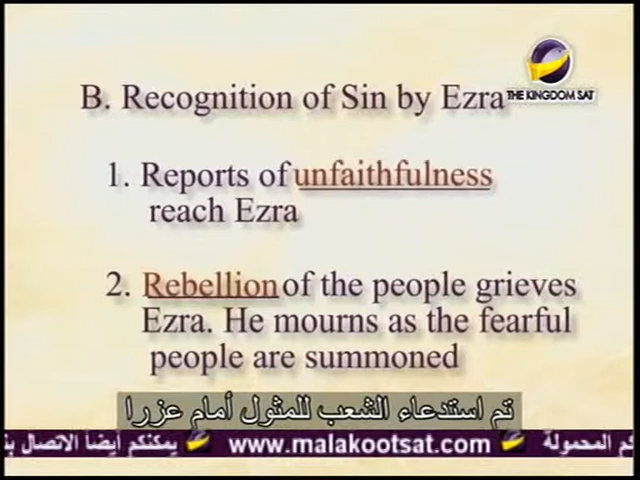 THE KINGDOM SAT
B. Recognition of Sin by Ezra
1. Reports of unfaithfulness
reach Ezra
2. Rebellion of the people grieves
Ezra. He mourns as the fearful
people are summoned
تم استدعاء الشعب للمثول أمام عزرا
كم المحمولة www.malakootsat.com يمكنكم أيضاً الاتصال بنا